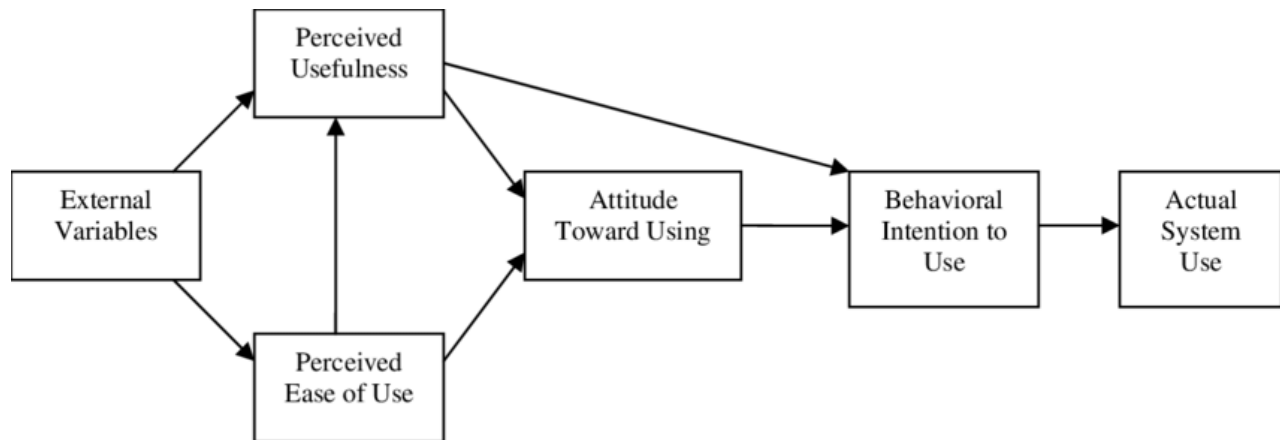 Perceived
Usefulness
External
Variables
Attitude
Toward Using
Behavioral
Intention to
Use
Actual
System
Use
Perceived
Ease of Use